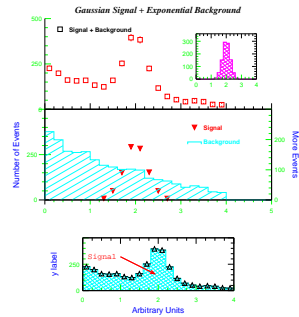 Gaussian Signal + Exponential Background
500
Signal + Background
300
200
100
0
0 1 2 3 4
250
0
Signal
Background
250
200
100
0
0
0 1 2 3 4 5
Number of Events
More Events
Signal
250
0
0 1 2 3 4
y label
Arbitrary Units